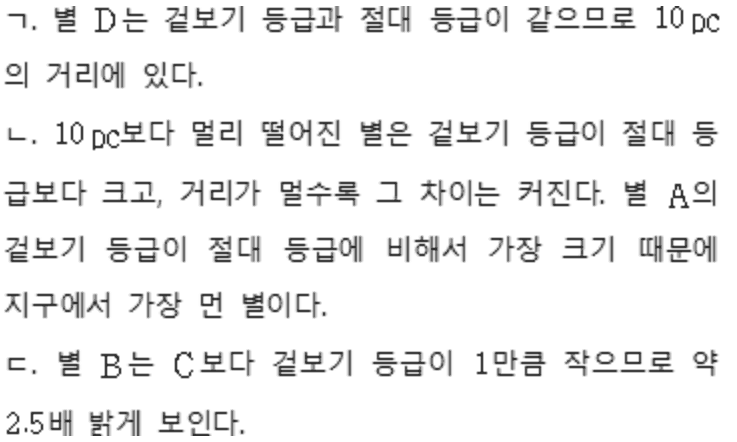 ㄱ. 별 D는 겉보기 등급과 절대 등급이 같으므로 10 pc
의 거리에 있다.
ㄴ. 10 pc보다 멀리 떨어진 별은 겉보기 등급이 절대 등
급보다 크고, 거리가 멀수록 그 차이는 커진다. 별 A의
겉보기 등급이 절대 등급에 비해서 가장 크기 때문에
지구에서 가장 먼 별이다.
ㄷ. 별 B는 C보다 겉보기 등급이 1만큼 작으므로 약
2.5배 밝게 보인다.